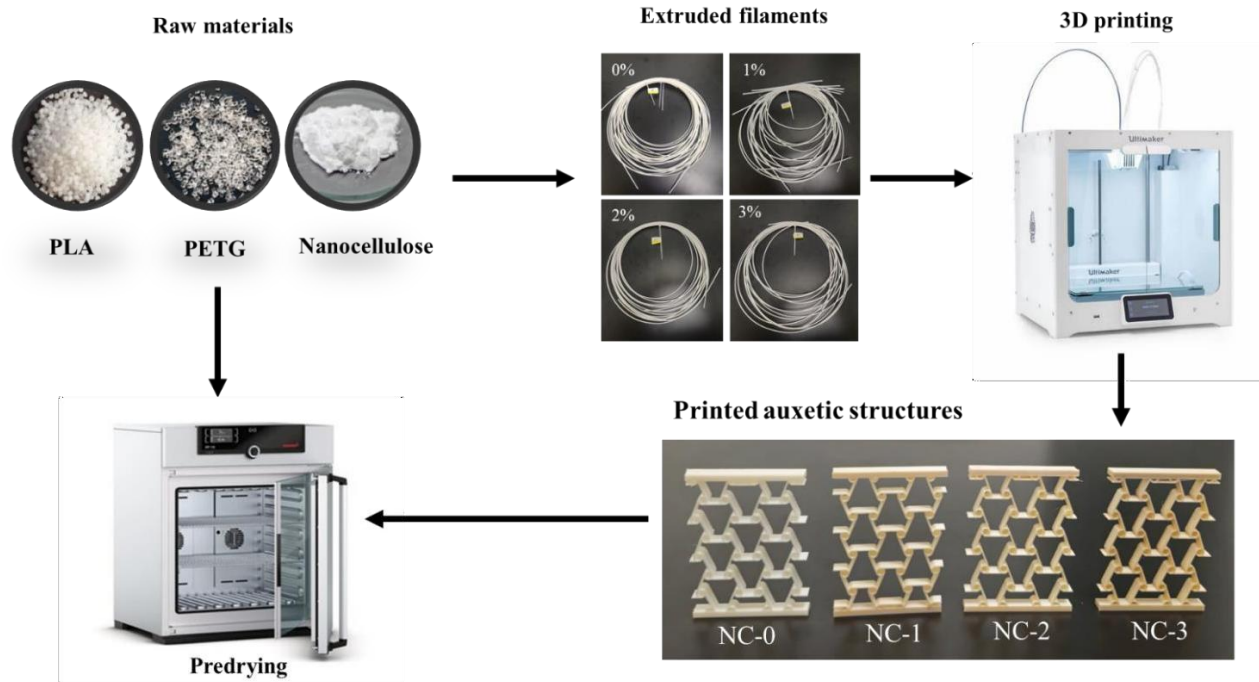 Raw materials
Extruded filaments
3D printing
0%
1%
2%
3%
Ultimaker
Ultimaker
PLA
PETG
Nanocellulose
Printed auxetic structures
NC-0
NC-1
NC-2
NC-3
Predrying